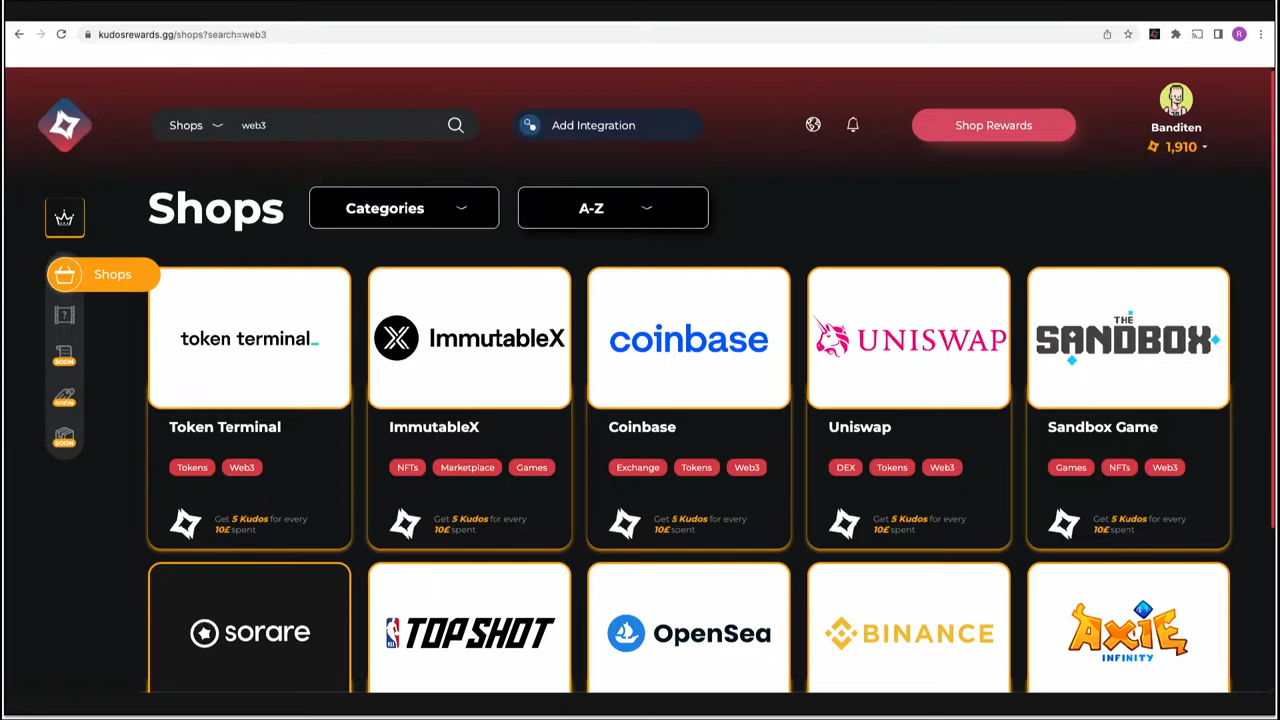 kudosrewards.gg/shops?search=web3
R
Shops
web3
Add Integration
Shop Rewards
Banditen
1,910
Shops
Categories
A-Z
Shops
?
SOON
SOON
SOON
token terminal_
ImmutableX
coinbase
UNISWAP
THE
SANDBOX
Token Terminal
ImmutableX
Coinbase
Uniswap
Sandbox Game
Tokens
Web3
NFTs
Marketplace
Games
Exchange
Tokens
Web3
DEX
Tokens
Web3
Games
NFTs
Web3
Get 5 Kudos for every
10£ spent
Get 5 Kudos for every
10£ spent
Get 5 Kudos for every
10£ spent
Get 5 Kudos for every
10£ spent
Get 5 Kudos for every
10£ spent
sorare
NBA
TOP SHOT
OpenSea
BINANCE
AXIE
INFINITY